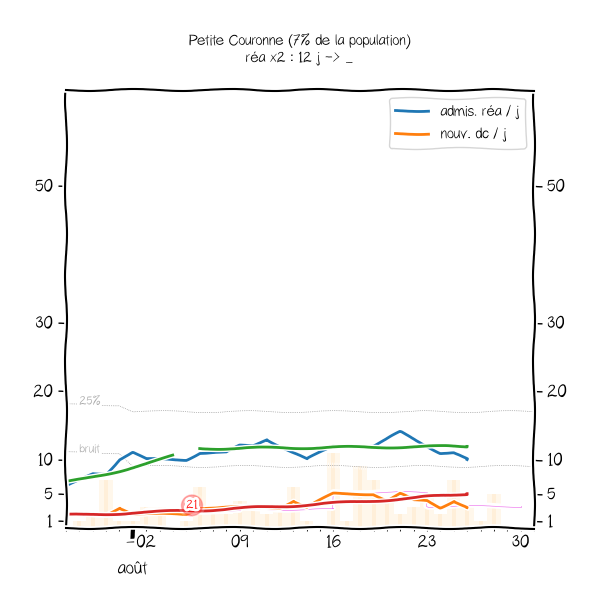 Petite Couronne (7% de la population)
réa x2 : 12 j -> _
admis. réa / j
nouv. dc / j
50 50
30 30
20 20
25%
bruit
10 10
5 5
21
1 1
02 09 16 23 30
août